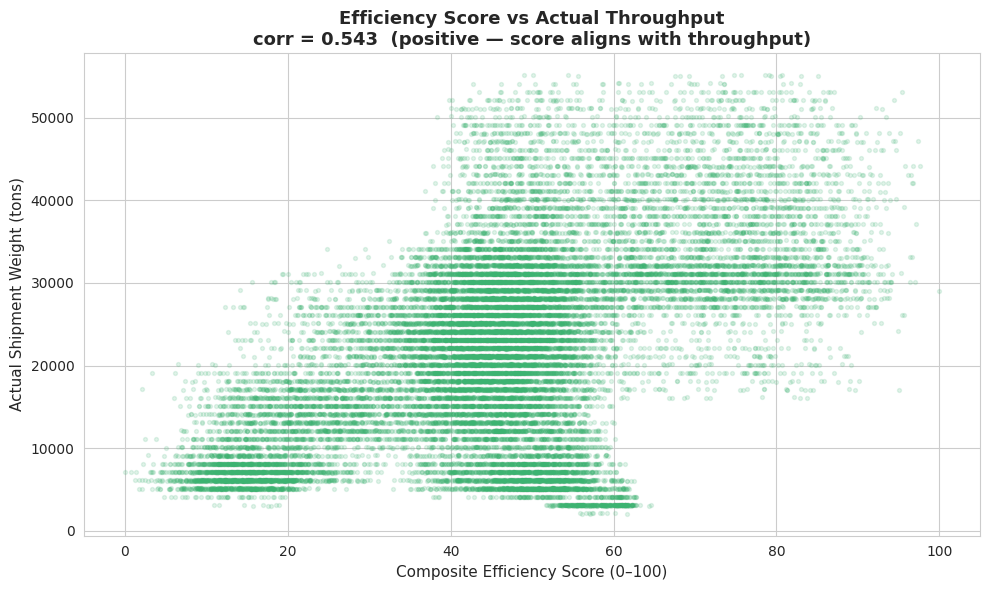 Efficiency Score vs Actual Throughput
corr = 0.543  (positive — score aligns with throughput)
Actual Shipment Weight (tons)
50000
40000
30000
20000
10000
0
0 20 40 60 80 100
Composite Efficiency Score (0–100)